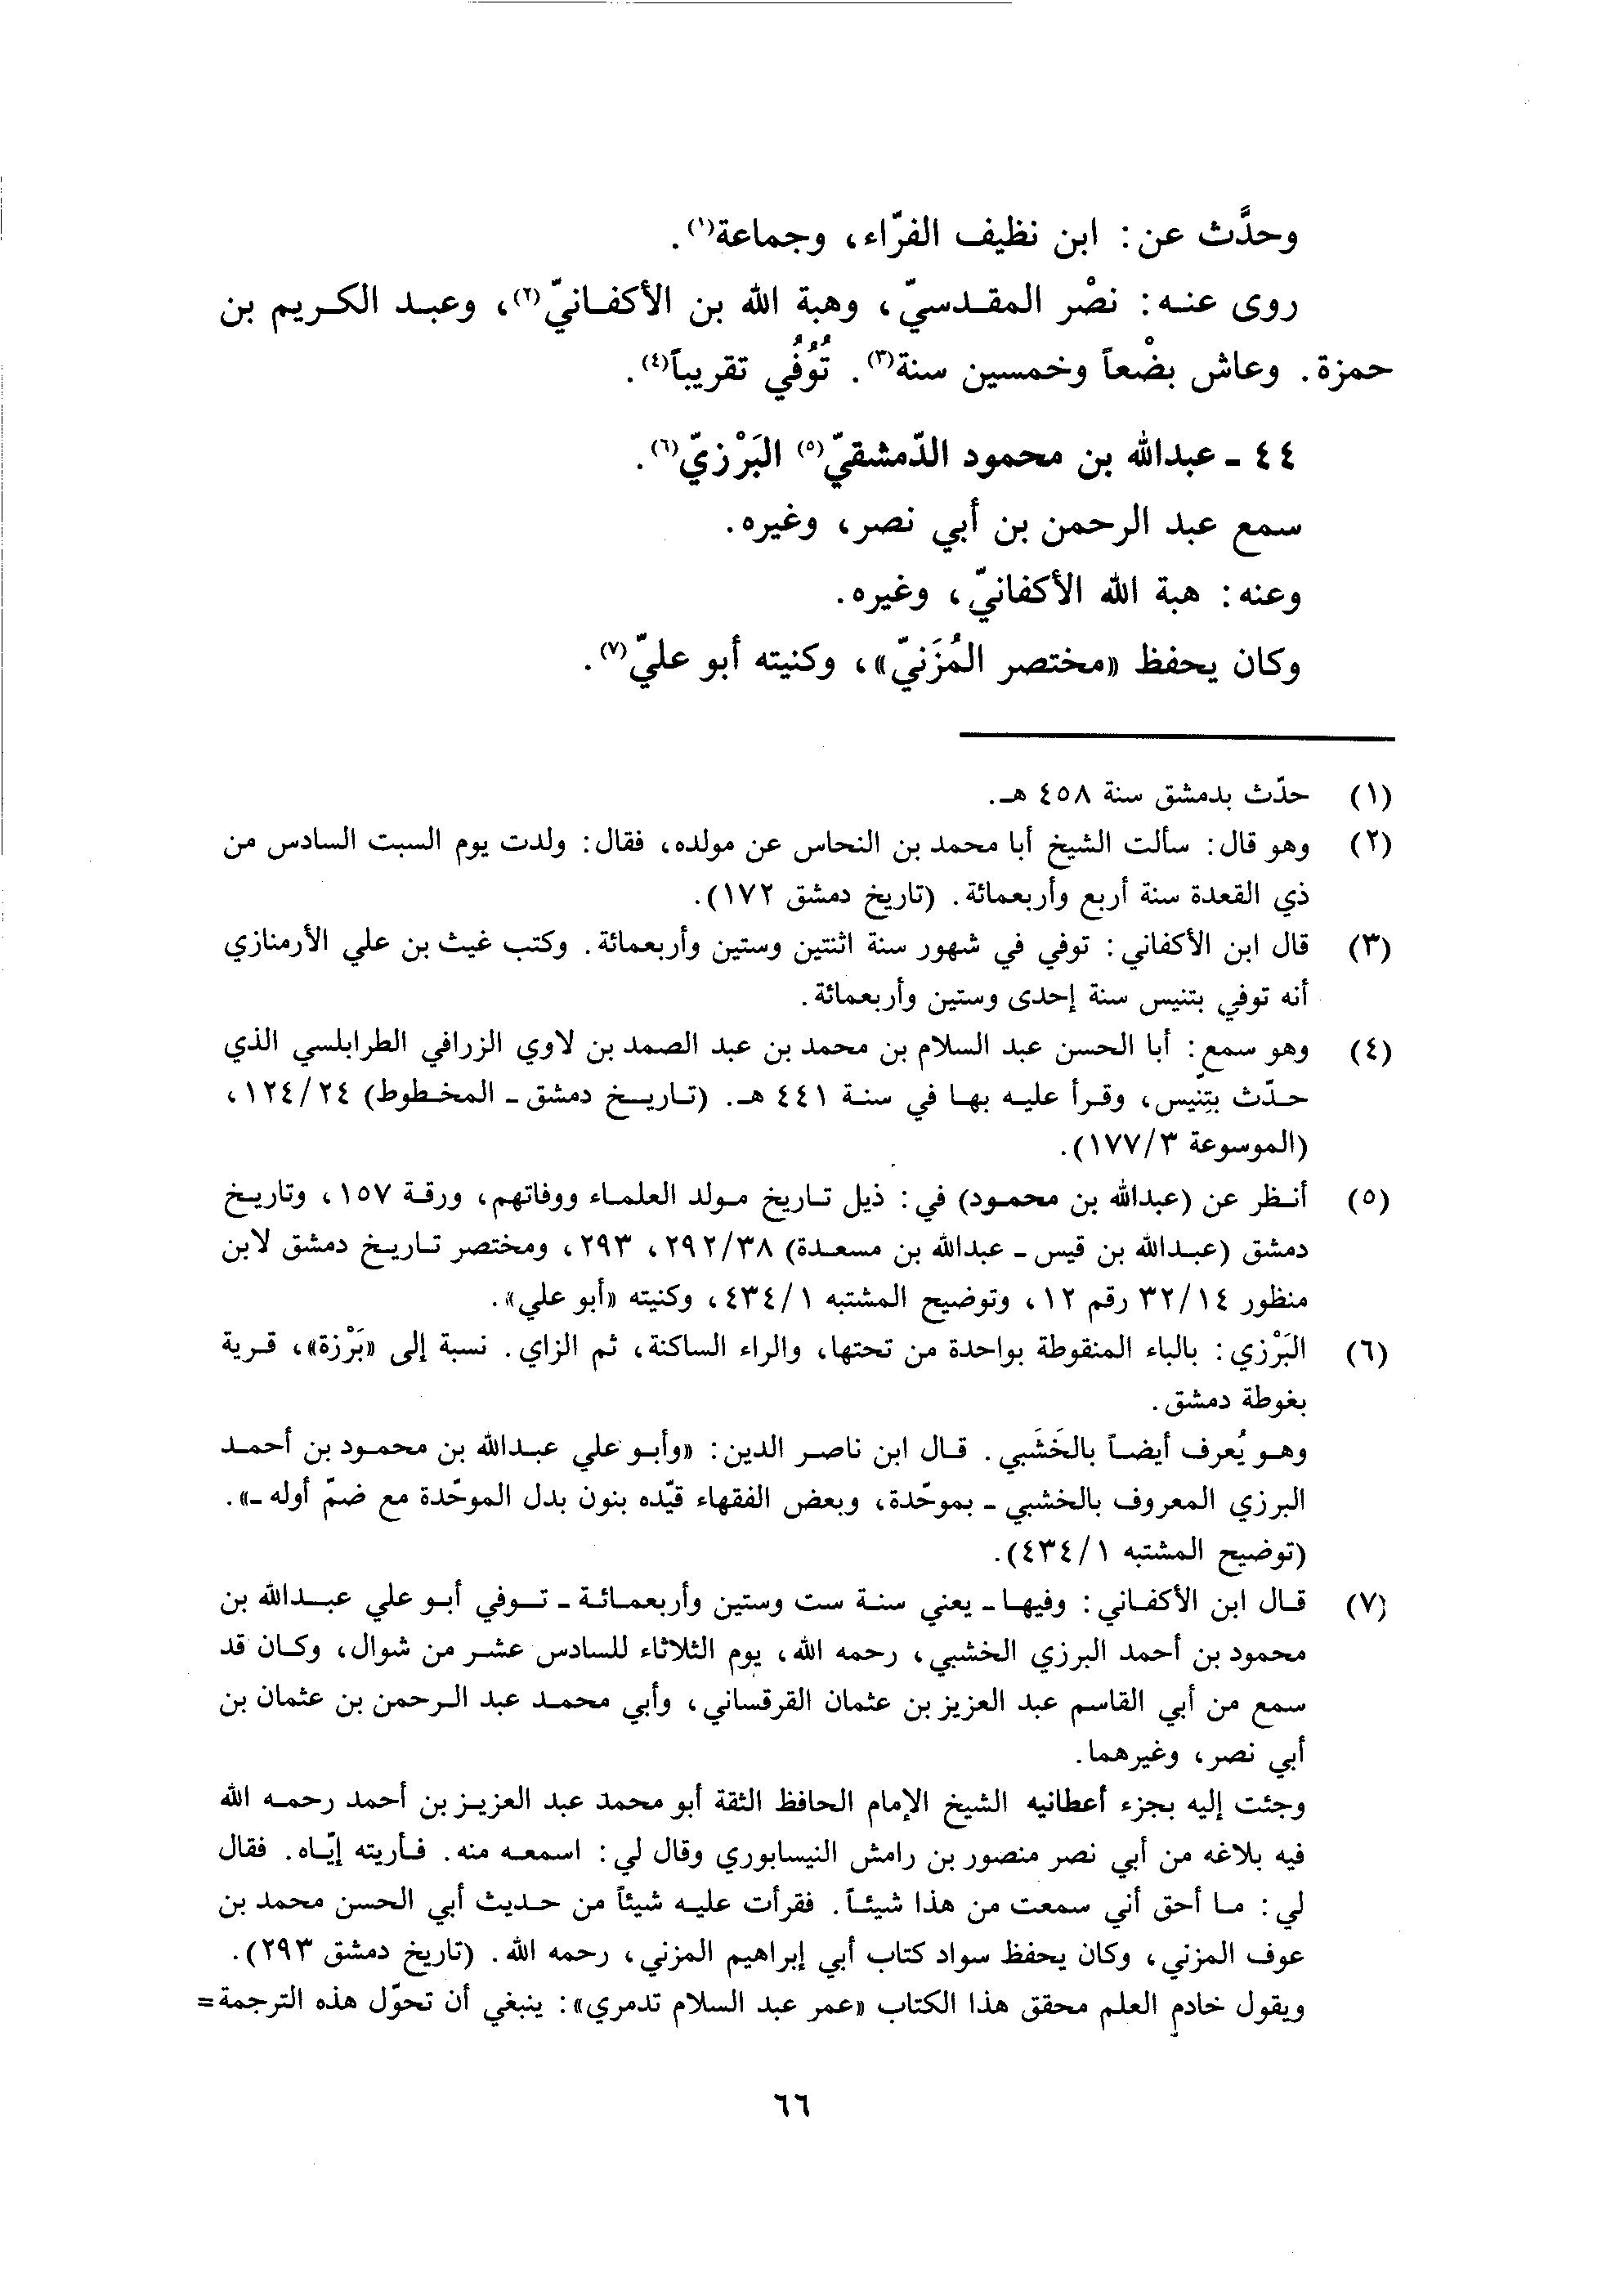 وحدَّث عن: ابن نظيف الفرّاء، وجماعة(١).
روى عنه: نصْر المقدسيّ، وهبة الله بن الأكفانيّ(٢)، وعبد الكريم بن
حمزة. وعاش بضْعاً وخمسين سنة(٣). تُوُفُي تقريباً(٤).
٤٤ ـ عبدالله بن محمود الدّمشقيّ(٥) البَرْزيّ(٦).
سمع عبد الرحمن بن أبي نصر، وغيره.
وعنه: هبة الله الأكفانيّ، وغيره.
وكان يحفظ «مختصر المُزَنيّ»، وكنيته أبو عليّ(٧).
(١) حدّث بدمشق سنة ٤٥٨ هـ.
(٢) وهو قال: سألت الشيخ أبا محمد بن النحاس عن مولده، فقال: ولدت يوم السبت السادس من
ذي القعدة سنة أربع وأربعمائة. (تاريخ دمشق ١٧٢).
(٣) قال ابن الأكفاني: توفي في شهور سنة اثنتين وستين وأربعمائة. وكتب غيث بن علي الأرمنازي
أنه توفي بتنيس سنة إحدى وستين وأربعمائة.
(٤) وهو سمع: أبا الحسن عبد السلام بن محمد بن عبد الصمد بن لاوي الزرافي الطرابلسي الذي
حدّث بتِنّيس، وقرأ عليه بها في سنة ٤٤١ هـ. (تاريخ دمشق ـ المخطوط) ١٢٤/٢٤،
(الموسوعة ١٧٧/٣).
(٥) أنظر عن (عبدالله بن محمود) في: ذيل تاريخ مولد العلماء ووفاتهم، ورقة ١٥٧، وتاريخ
دمشق (عبدالله بن قيس ـ عبدالله بن مسعدة) ٢٩٢/٣٨، ٢٩٣، ومختصر تاريخ دمشق لابن
منظور ٣٢/١٤ رقم ١٢، وتوضيح المشتبه ٤٣٤/١، وكنيته «أبو علي».
(٦) البَرْزي: بالباء المنقوطة بواحدة من تحتها، والراء الساكنة، ثم الزاي. نسبة إلى «بَرْزة»، قرية
بغوطة دمشق.
وهو يُعرف أيضاً بالخَشَبي. قال ابن ناصر الدين: «وأبو علي عبدالله بن محمود بن أحمد
البرزي المعروف بالخشبي ـ بموحّدة، وبعض الفقهاء قيّده بنون بدل الموحّدة مع ضمّ أوله ـ».
(توضيح المشتبه ٤٣٤/١).
(٧) قال ابن الأكفاني: وفيها ـ يعني سنة ست وستين وأربعمائة ـ توفي أبو علي عبدالله بن
محمود بن أحمد البرزي الخشبي، رحمه الله، يوم الثلاثاء للسادس عشر من شوال، وكان قد
سمع من أبي القاسم عبد العزيز بن عثمان القرقساني، وأبي محمد عبد الرحمن بن عثمان بن
أبي نصر، وغيرهما.
وجئت إليه بجزء أعطانيه الشيخ الإمام الحافظ الثقة أبو محمد عبد العزيز بن أحمد رحمه الله
فيه بلاغه من أبي نصر منصور بن رامش النيسابوري وقال لي: اسمعه منه. فأريته إيّاه. فقال
لي: ما أحق أني سمعت من هذا شيئاً. فقرأت عليه شيئاً من حديث أبي الحسن محمد بن
عوف المزني، وكان يحفظ سواد كتاب أبي إبراهيم المزني، رحمه الله. (تاريخ دمشق ٢٩٣).
ويقول خادم العلم محقق هذا الكتاب «عمر عبد السلام تدمري»: ينبغي أن تحوّل هذه الترجمة=
٦٦